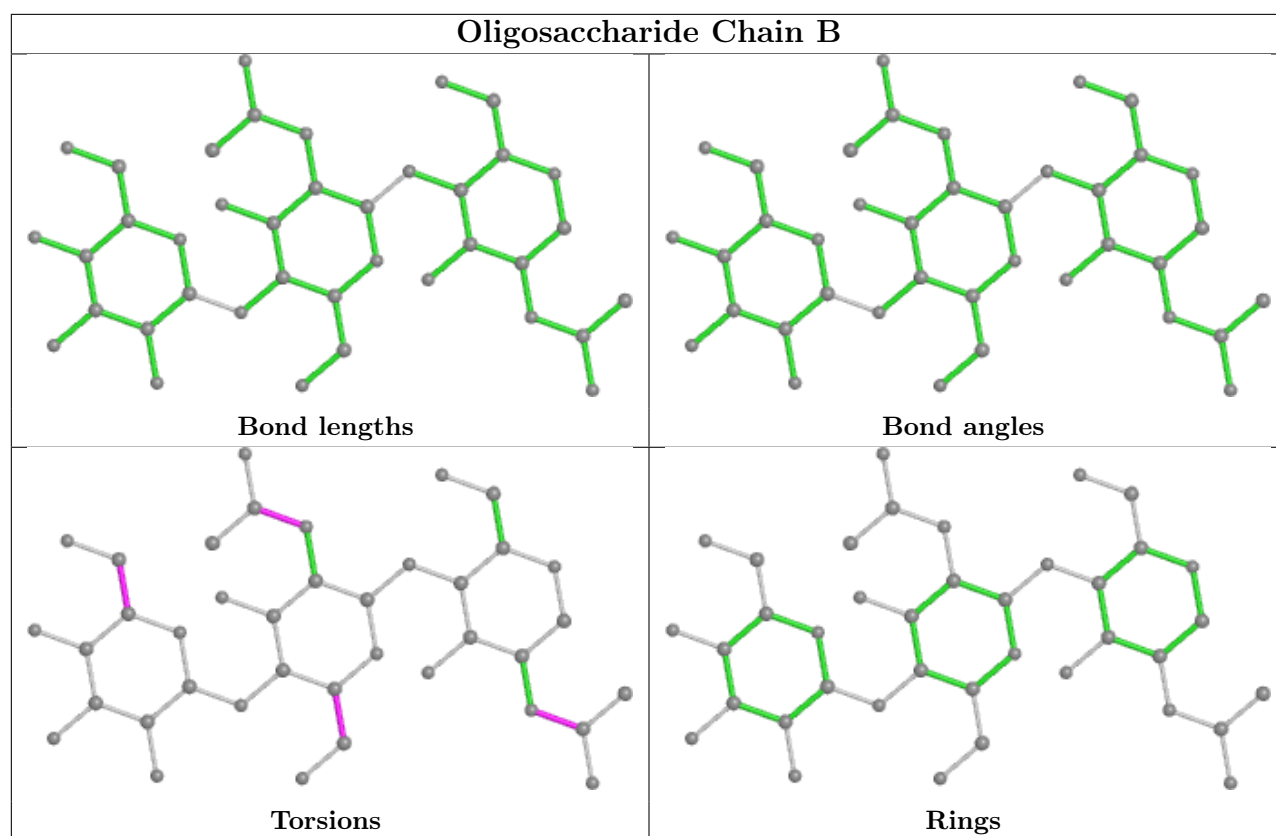 Oligosaccharide Chain B
Bond lengths
Bond angles
Torsions
Rings